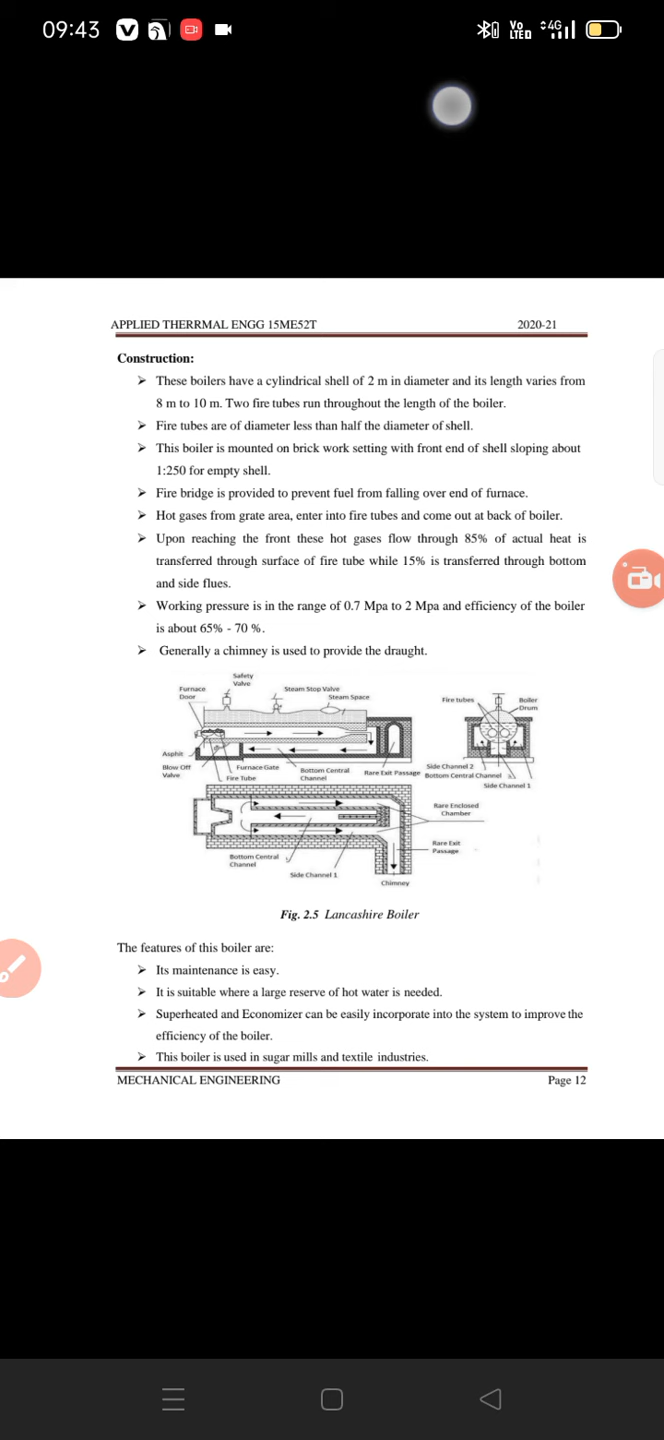 09:43
Vo LTE 4G
APPLIED THERRMAL ENGG 15ME52T 2020-21
Construction:
➢ These boilers have a cylindrical shell of 2 m in diameter and its length varies from
8 m to 10 m. Two fire tubes run throughout the length of the boiler.
➢ Fire tubes are of diameter less than half the diameter of shell.
➢ This boiler is mounted on brick work setting with front end of shell sloping about
1:250 for empty shell.
➢ Fire bridge is provided to prevent fuel from falling over end of furnace.
➢ Hot gases from grate area, enter into fire tubes and come out at back of boiler.
➢ Upon reaching the front these hot gases flow through 85% of actual heat is
transferred through surface of fire tube while 15% is transferred through bottom
and side flues.
➢ Working pressure is in the range of 0.7 Mpa to 2 Mpa and efficiency of the boiler
is about 65% - 70 %.
➢ Generally a chimney is used to provide the draught.
Safety
Valve
Furnace
Door
Steam Stop Valve
Steam Space
Fire tubes
Boiler
Drum
Asphit
Blow Off
Valve
Furnace Gate
Fire Tube
Bottom Central
Channel
Rare Exit Passage
Side Channel 2
Bottom Central Channel
Side Channel 1
Rare Enclosed
Chamber
Rare Exit
Passage
Bottom Central
Channel
Side Channel 1
Chimney
Fig. 2.5 Lancashire Boiler
The features of this boiler are:
➢ Its maintenance is easy.
➢ It is suitable where a large reserve of hot water is needed.
➢ Superheated and Economizer can be easily incorporate into the system to improve the
efficiency of the boiler.
➢ This boiler is used in sugar mills and textile industries.
MECHANICAL ENGINEERING Page 12